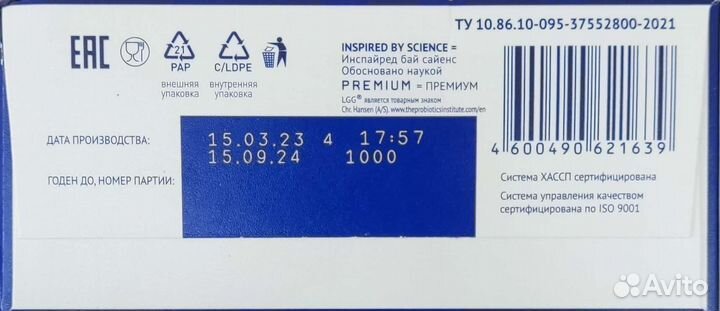 ТУ 10.86.10-095-37552800-2021
EAC
21
PAP
C/LDPE
внешняя
упаковка
внутренняя
упаковка
INSPIRED BY SCIENCE =
Инспайред бай сайенс
Обосновано наукой
PREMIUM = ПРЕМИУМ
LGG® является товарным знаком
Chr. Hansen (A/S). www.theprobioticsinstitute.com/en
ДАТА ПРОИЗВОДСТВА:
15.03.23 4 17:57
15.09.24 1000
ГОДЕН ДО, НОМЕР ПАРТИИ:
4 600490 621639
Система ХАССП сертифицирована
Система управления качеством
сертифицирована по ISO 9001
Avito